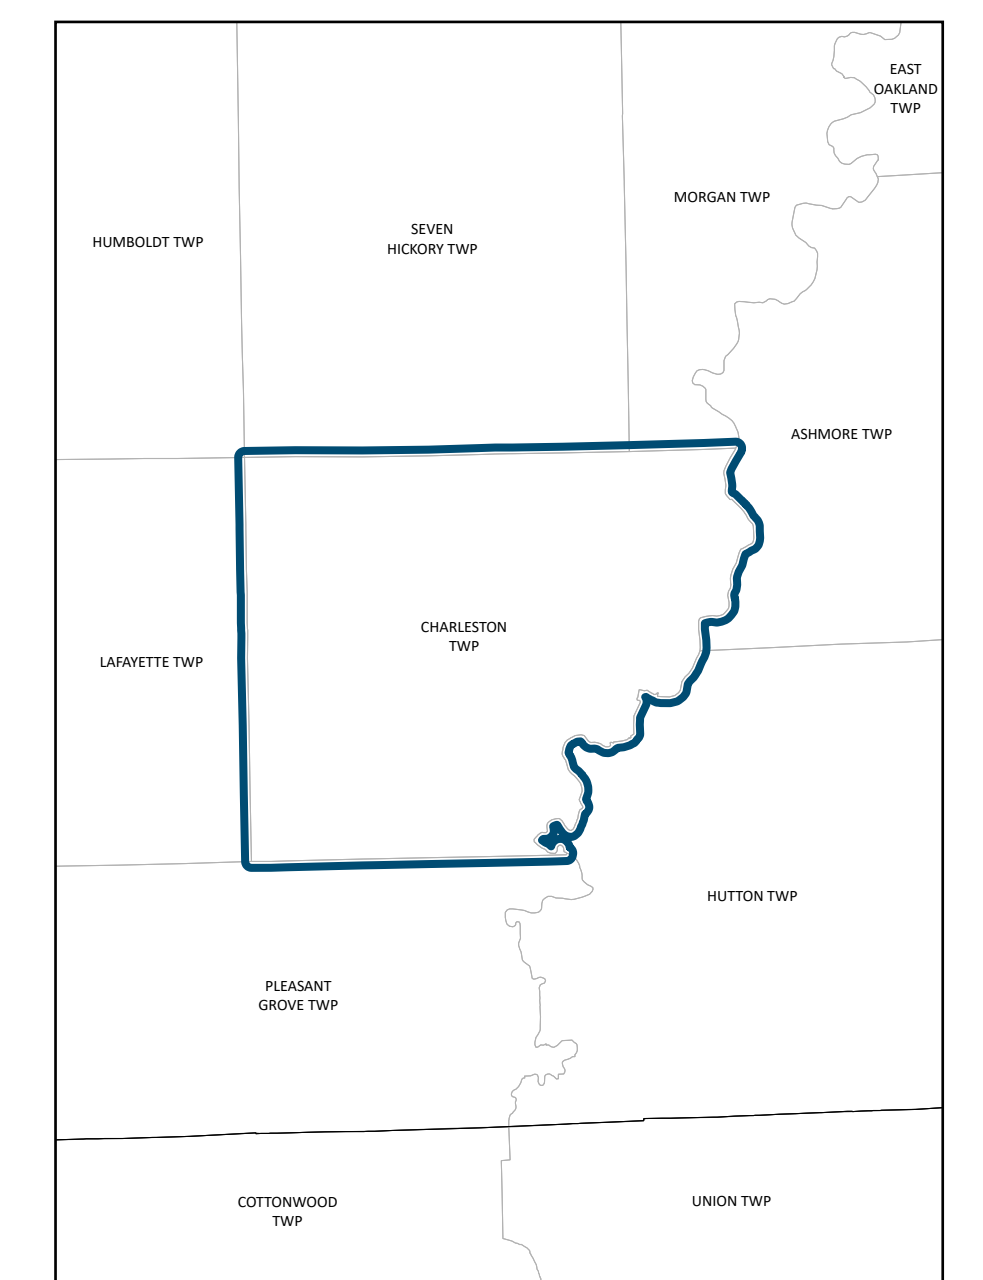 EAST
OAKLAND
TWP
MORGAN TWP
SEVEN
HICKORY TWP
HUMBOLDT TWP
ASHMORE TWP
CHARLESTON
TWP
LAFAYETTE TWP
HUTTON TWP
PLEASANT
GROVE TWP
COTTONWOOD
TWP
UNION TWP